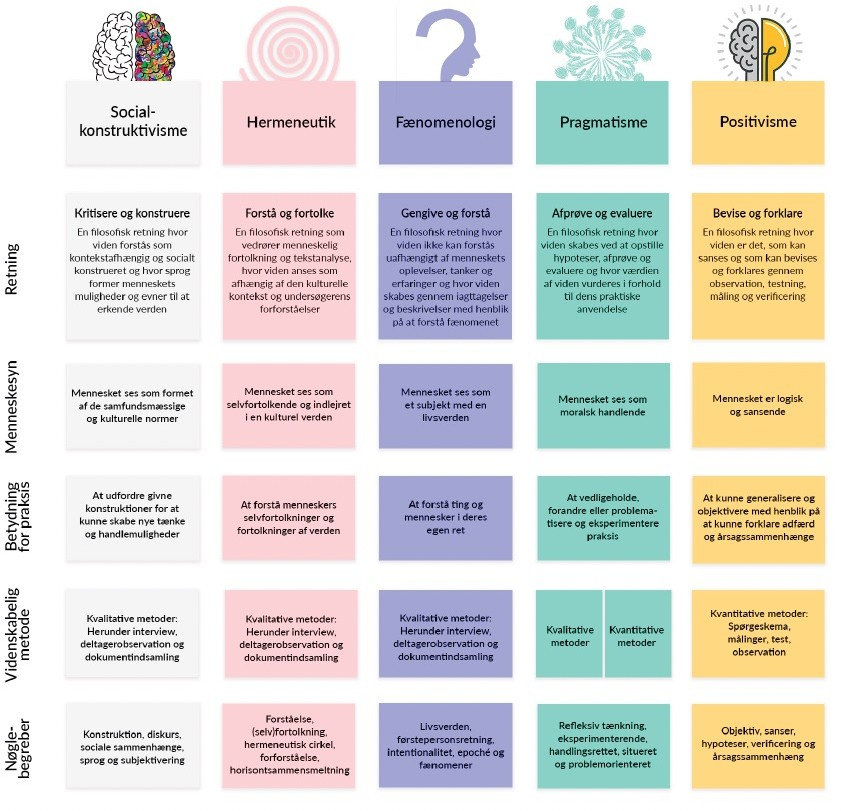 Social-
konstruktivisme
Hermeneutik
Fænomenologi
Pragmatisme
Positivisme
Retning
Kritisere og konstruere
En filosofisk retning hvor
viden forstås som
kontekstafhængig og socialt
konstrueret og hvor sprog
former menneskets
muligheder og evner til at
erkende verden
Forstå og fortolke
En filosofisk retning som
vedrører menneskelig
fortolkning og tekstanalyse,
hvor viden anses som
afhængig af den kulturelle
kontekst og undersøgerens
forforståelser
Gengive og forstå
En filosofisk retning hvor
viden ikke kan forstås
uafhængigt af menneskets
oplevelser, tanker og
erfaringer og hvor viden
skabes gennem iagttagelser
og beskrivelser med henblik
på at forstå fænomenet
Afprøve og evaluere
En filosofisk retning hvor
viden skabes ved at opstille
hypoteser, afprøve og
evaluere og hvor værdien
af viden vurderes i forhold
til dens praktiske
anvendelse
Bevise og forklare
En filosofisk retning hvor
viden er det, som kan
sanses og som kan bevises
og forklares gennem
observation, testning,
måling og verificering
Menneskesyn
Mennesket ses som formet
af de samfundsmæssige
og kulturelle normer
Mennesket ses som
selvfortolkende og indlejret
i en kulturel verden
Mennesket ses som
et subjekt med en
livsverden
Mennesket ses som
moralsk handlende
Mennesket er logisk
og sansende
Betydning
for praksis
At udfordre givne
konstruktioner for at
kunne skabe nye tænke
og handlemuligheder
At forstå menneskers
selvfortolkninger og
fortolkninger af verden
At forstå ting og
mennesker i deres
egen ret
At vedligeholde,
forandre eller problema-
tisere og eksperimentere
praksis
At kunne generalisere og
objektivere med henblik på
at kunne forklare adfærd
og årsagssammenhænge
Videnskabelig
metode
Kvalitative metoder:
Herunder interview,
deltagerobservation og
dokumentindsamling
Kvalitative metoder:
Herunder interview,
deltagerobservation og
dokumentindsamling
Kvalitative metoder:
Herunder interview,
deltagerobservation og
dokumentindsamling
Kvalitative
metoder
Kvantitative
metoder
Kvantitative metoder:
Spørgeskema,
målinger, test,
observation
Nøgle-
begreber
Konstruktion, diskurs,
sociale sammenhænge,
sprog og subjektivering
Forståelse,
(selv)fortolkning,
hermeneutisk cirkel,
forforståelse,
horisontsammensmeltning
Livsverden,
førstepersonsretning,
intentionalitet, epoché og
fænomener
Refleksiv tænkning,
eksperimenterende,
handlingsrettet, situeret
og problemorienteret
Objektiv, sanser,
hypoteser, verificering og
årsagssammenhæng